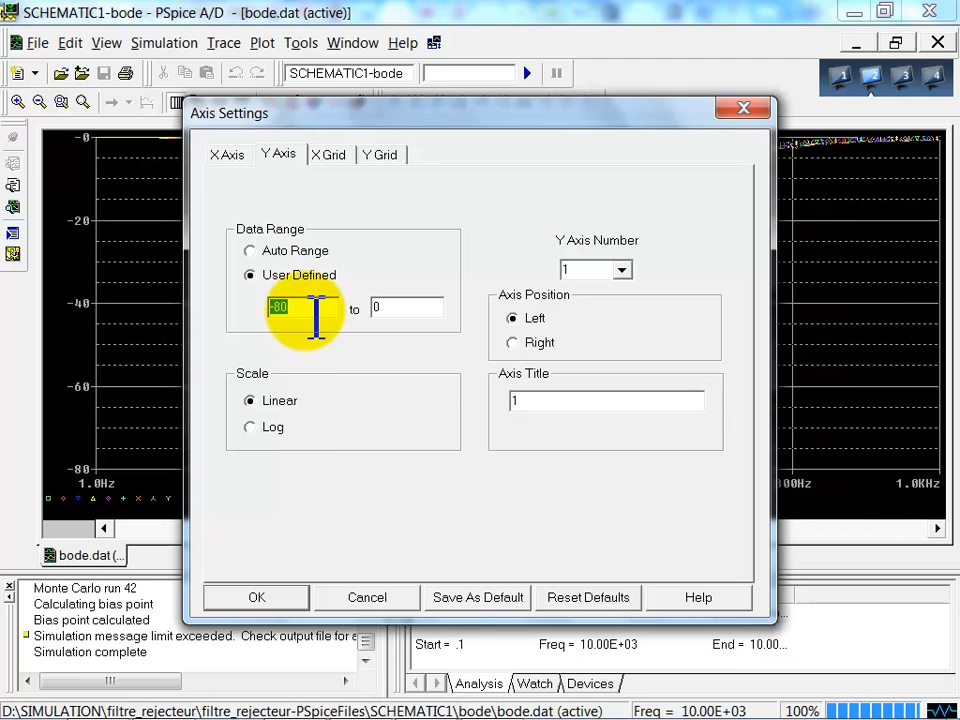 SCHEMATIC1-bode - PSpice A/D - [bode.dat (active)]
File Edit View Simulation Trace Plot Tools Window Help
SCHEMATIC1-bode
1 2 3 4
Axis Settings
X Axis Y Axis X Grid Y Grid
Data Range
Auto Range
User Defined
-80 to 0
Y Axis Number
1
Axis Position
Left
Right
Scale
Linear
Log
Axis Title
1
OK Cancel Save As Default Reset Defaults Help
-0
-20
-40
-60
-80
1.0Hz
300Hz 1.0KHz
bode.dat (...
Monte Carlo run 42
Calculating bias point
Bias point calculated
Simulation message limit exceeded. Check output file for a
Simulation complete
Start = .1 Freq = 10.00E+03 End = 10.00...
Analysis Watch Devices
D:\SIMULATION\filtre_rejecteur\filtre_rejecteur-PSpiceFiles\SCHEMATIC1\bode\bode.dat (active) Freq = 10.00E+03 100%